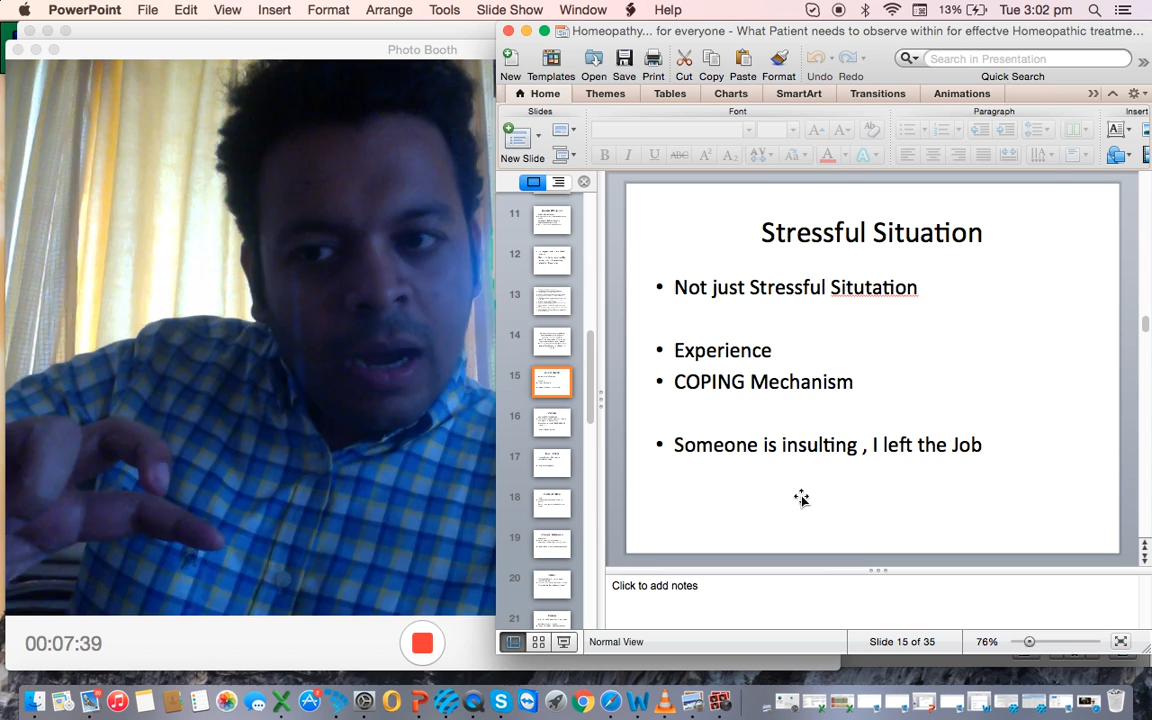 PowerPoint File Edit View Insert Format Arrange Tools Slide Show Window Help 13% Tue 3:02 pm
Photo Booth
Homeopathy... for everyone - What Patient needs to observe within for effectve Homeopathic treatme...
Search in Presentation
New Templates Open Save Print Cut Copy Paste Format Undo Redo Quick Search
Home Themes Tables Charts SmartArt Transitions Animations
Slides Font Paragraph Insert
New Slide
11
12
13
14
15
16
17
18
19
20
21
Stressful Situation
• Not just Stressful Situtation
• Experience
• COPING Mechanism
• Someone is insulting , I left the Job
Click to add notes
00:07:39
Normal View Slide 15 of 35 76%